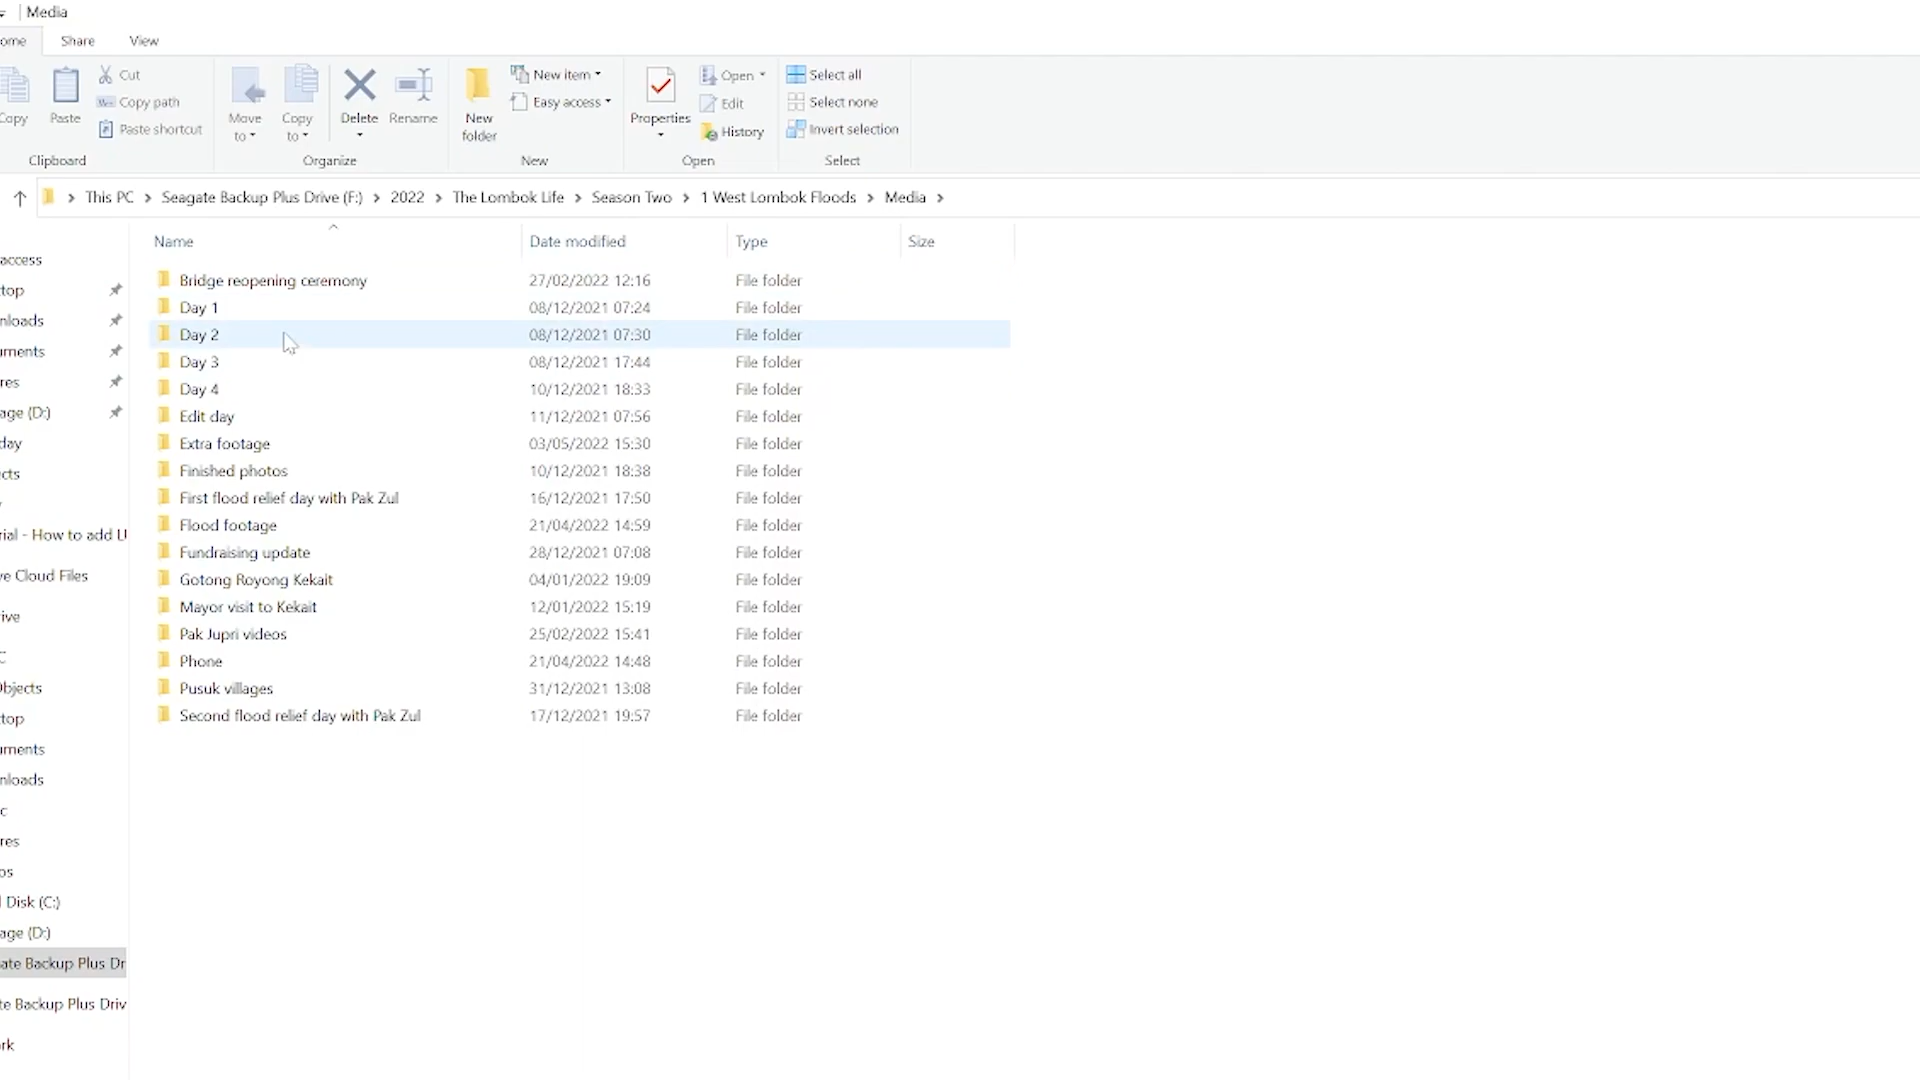 Media
ome Share View
Copy
Paste
Cut
Copy path
Paste shortcut
Clipboard
Move to
Copy to
Delete
Rename
Organize
New folder
New item
Easy access
New
Properties
Open
Edit
History
Open
Select all
Select none
Invert selection
Select
This PC > Seagate Backup Plus Drive (F:) > 2022 > The Lombok Life > Season Two > 1 West Lombok Floods > Media >
access
top
nloads
uments
res
age (D:)
day
cts
rial - How to add LU
ve Cloud Files
rive
C
Objects
top
uments
nloads
c
res
os
l Disk (C:)
age (D:)
ate Backup Plus Dr
te Backup Plus Driv
rk
Name Date modified Type Size
Bridge reopening ceremony 27/02/2022 12:16 File folder
Day 1 08/12/2021 07:24 File folder
Day 2 08/12/2021 07:30 File folder
Day 3 08/12/2021 17:44 File folder
Day 4 10/12/2021 18:33 File folder
Edit day 11/12/2021 07:56 File folder
Extra footage 03/05/2022 15:30 File folder
Finished photos 10/12/2021 18:38 File folder
First flood relief day with Pak Zul 16/12/2021 17:50 File folder
Flood footage 21/04/2022 14:59 File folder
Fundraising update 28/12/2021 07:08 File folder
Gotong Royong Kekait 04/01/2022 19:09 File folder
Mayor visit to Kekait 12/01/2022 15:19 File folder
Pak Jupri videos 25/02/2022 15:41 File folder
Phone 21/04/2022 14:48 File folder
Pusuk villages 31/12/2021 13:08 File folder
Second flood relief day with Pak Zul 17/12/2021 19:57 File folder